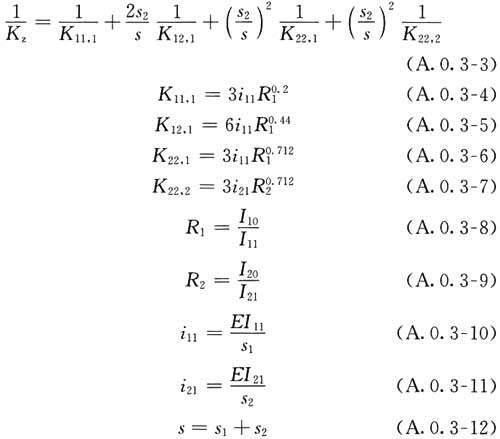 1/K_z = 1/K_{11,1} + 2s_2/s 1/K_{12,1} + (s_2/s)^2 1/K_{22,1} + (s_2/s)^2 1/K_{22,2}
(A.0.3-3)
K_{11,1} = 3i_{11}R_1^{0.2} (A.0.3-4)
K_{12,1} = 6i_{11}R_1^{0.44} (A.0.3-5)
K_{22,1} = 3i_{11}R_1^{0.712} (A.0.3-6)
K_{22,2} = 3i_{21}R_2^{0.712} (A.0.3-7)
R_1 = I_{10}/I_{11} (A.0.3-8)
R_2 = I_{20}/I_{21} (A.0.3-9)
i_{11} = EI_{11}/s_1 (A.0.3-10)
i_{21} = EI_{21}/s_2 (A.0.3-11)
s = s_1 + s_2 (A.0.3-12)